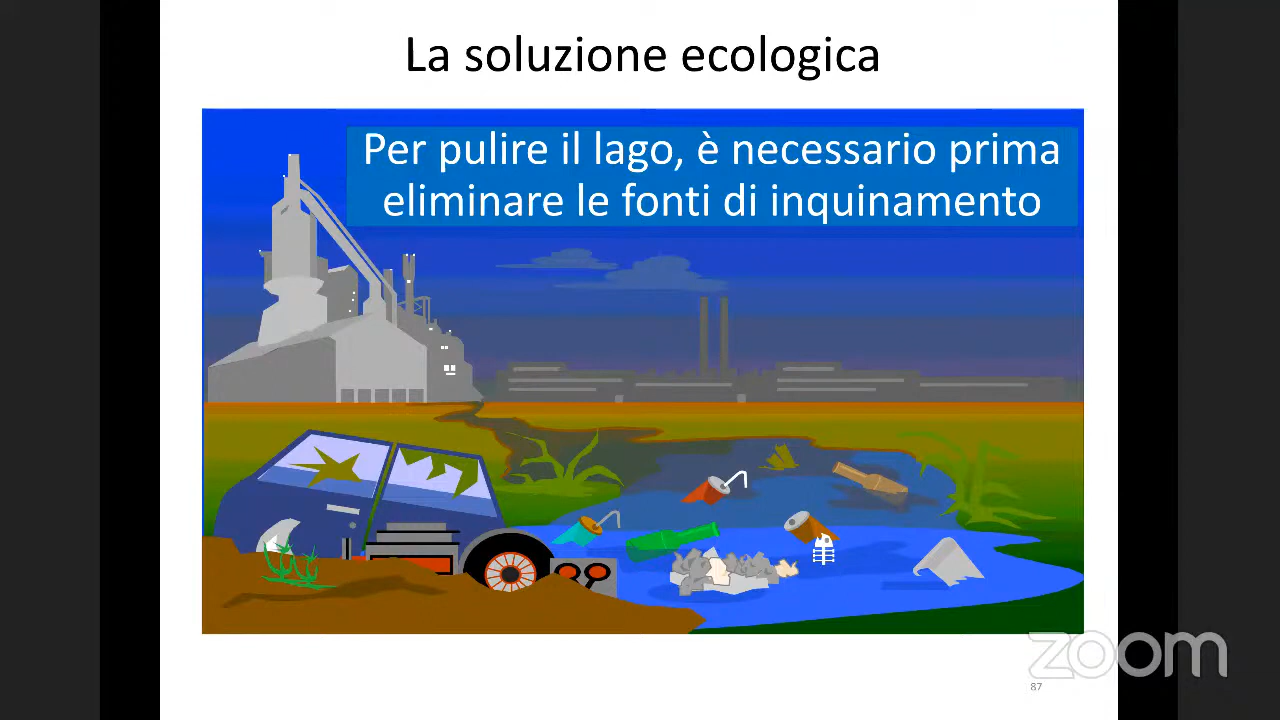 La soluzione ecologica
Per pulire il lago, è necessario prima
eliminare le fonti di inquinamento
zoom
87